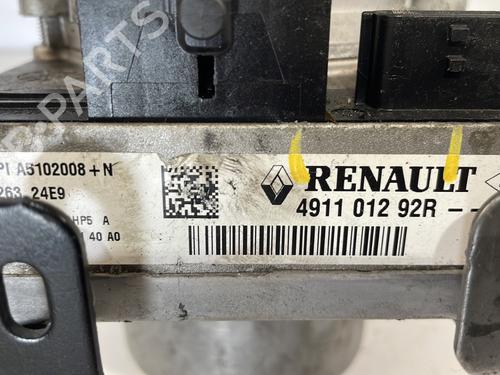 PI A5102008+N
263 24E9
HP5 A
40 A0
RENAULT
4911 012 92R --
PARTS